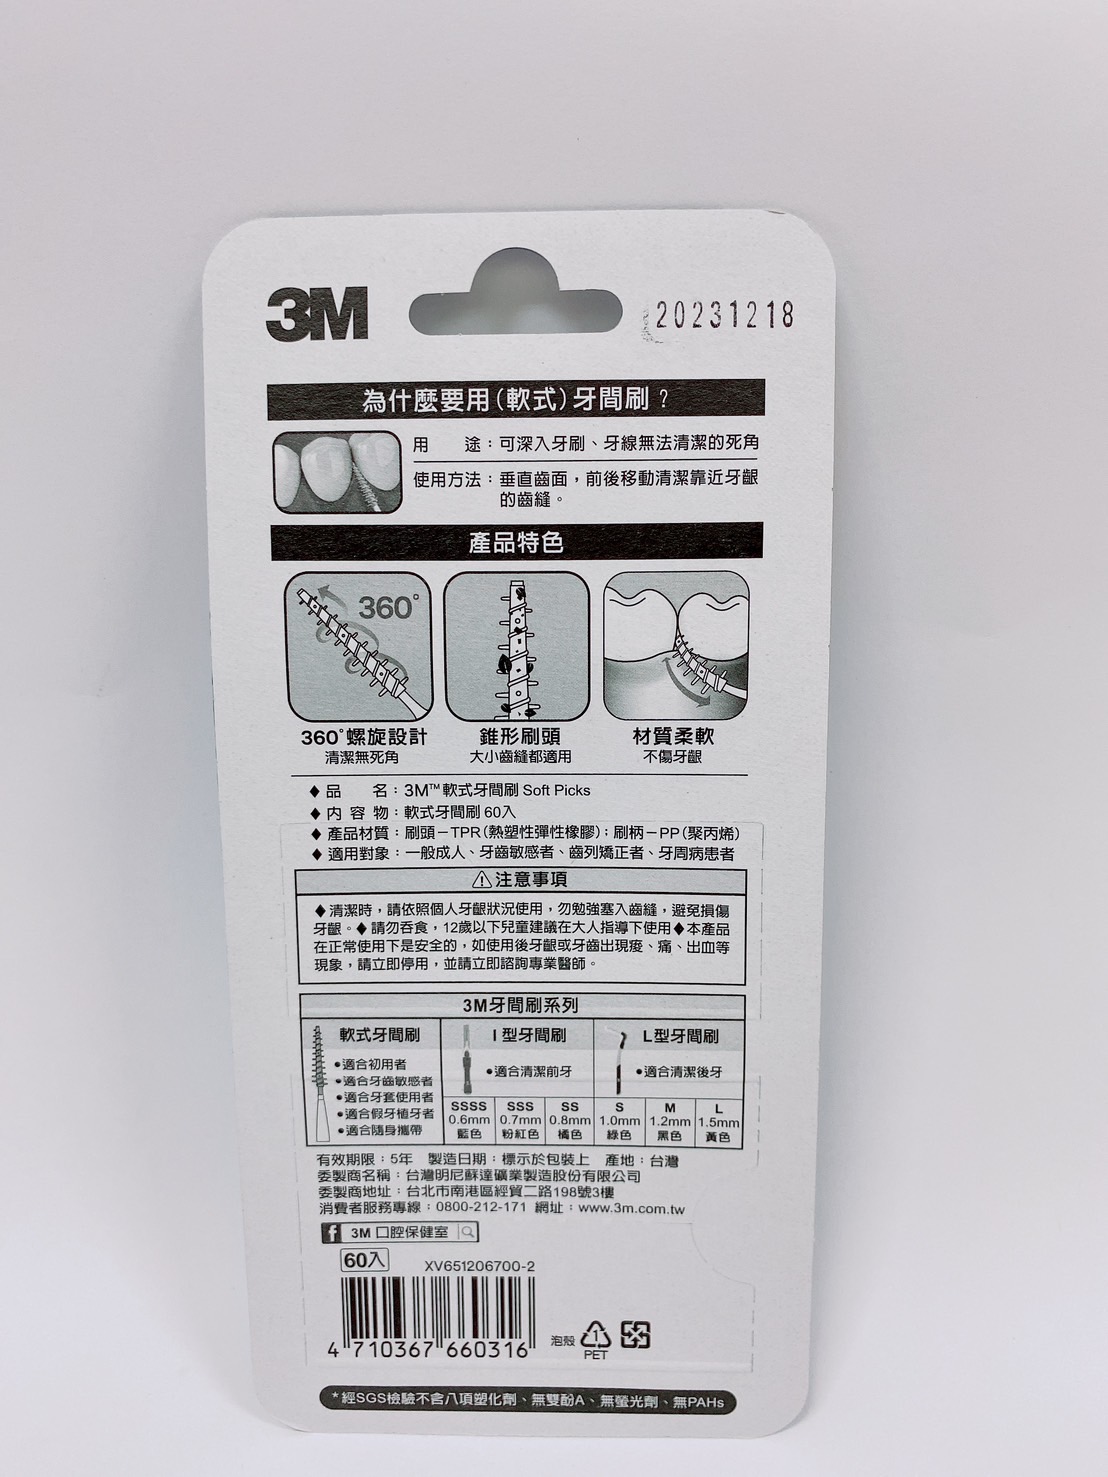 3M
20231218
為什麼要用(軟式)牙間刷?
用 途:可深入牙刷、牙線無法清潔的死角
使用方法:垂直齒面,前後移動清潔靠近牙齦
的齒縫。
產品特色
360°
360°螺旋設計
清潔無死角
錐形刷頭
大小齒縫都適用
材質柔軟
不傷牙齦
♦品 名:3M™軟式牙間刷 Soft Picks
♦內 容 物:軟式牙間刷 60入
♦產品材質:刷頭-TPR(熱塑性彈性橡膠);刷柄-PP(聚丙烯)
♦適用對象:一般成人、牙齒敏感者、齒列矯正者、牙周病患者
⚠注意事項
♦清潔時,請依照個人牙齦狀況使用,勿勉強塞入齒縫,避免損傷
牙齦。♦請勿吞食,12歲以下兒童建議在大人指導下使用♦本產品
在正常使用下是安全的,如使用後牙齦或牙齒出現痠、痛、出血等
現象,請立即停用,並請立即諮詢專業醫師。
3M牙間刷系列
軟式牙間刷
•適合初用者
•適合牙齒敏感者
•適合牙套使用者
•適合假牙植牙者
•適合隨身攜帶
I型牙間刷
•適合清潔前牙
L型牙間刷
•適合清潔後牙
SSSS SSS SS S M L
0.6mm 0.7mm 0.8mm 1.0mm 1.2mm 1.5mm
藍色 粉紅色 橘色 綠色 黑色 黃色
有效期限:5年 製造日期:標示於包裝上 產地:台灣
委製商名稱:台灣明尼蘇達礦業製造股份有限公司
委製商地址:台北市南港區經貿二路198號3樓
消費者服務專線:0800-212-171 網址:www.3m.com.tw
f 3M 口腔保健室
60入
XV651206700-2
4 710367 660316
泡殼
1
PET
*經SGS檢驗不含八項塑化劑、無雙酚A、無螢光劑、無PAHs